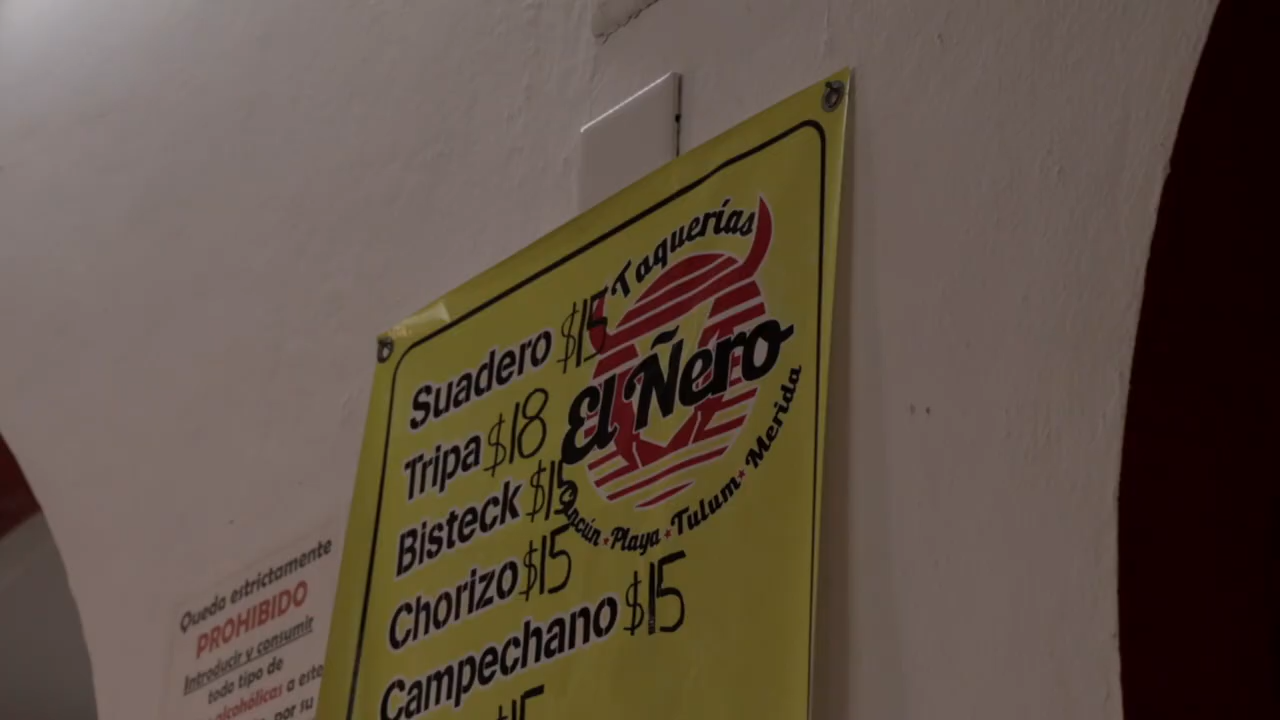 Taquerías
El Ñero
Cancún · Playa · Tulum · Merida
Suadero $15
Tripa $18
Bisteck $15
Chorizo $15
Campechano $15
$15
Queda estrictamente
PROHIBIDO
Introducir y consumir
todo tipo de
alcohólicas a este
por su